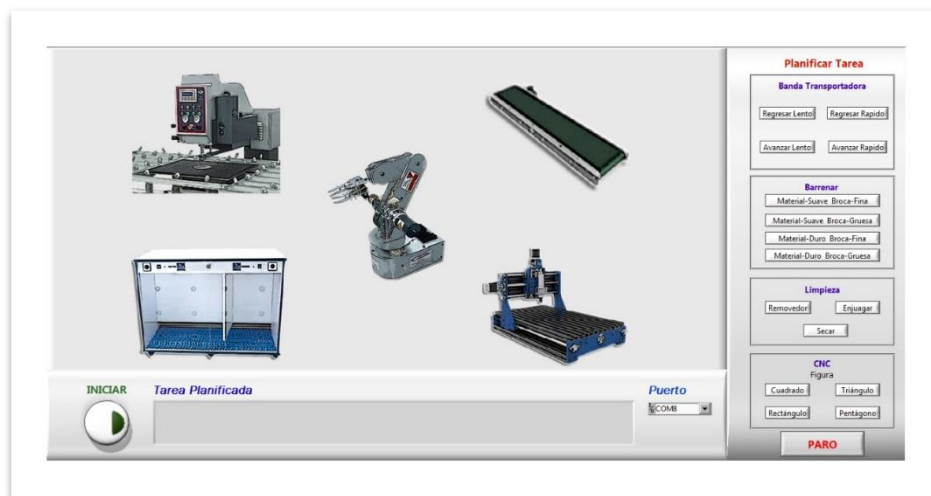 Planificar Tarea
Banda Transportadora
Regresar Lento Regresar Rapido
Avanzar Lento Avanzar Rapido
Barrenar
Material-Suave Broca-Fina
Material-Suave Broca-Gruesa
Material-Duro Broca-Fina
Material-Duro Broca-Gruesa
Limpieza
Removedor Enjuagar
Secar
CNC
Figura
Cuadrado Triángulo
Rectángulo Pentágono
PARO
INICIAR Tarea Planificada Puerto
COM8